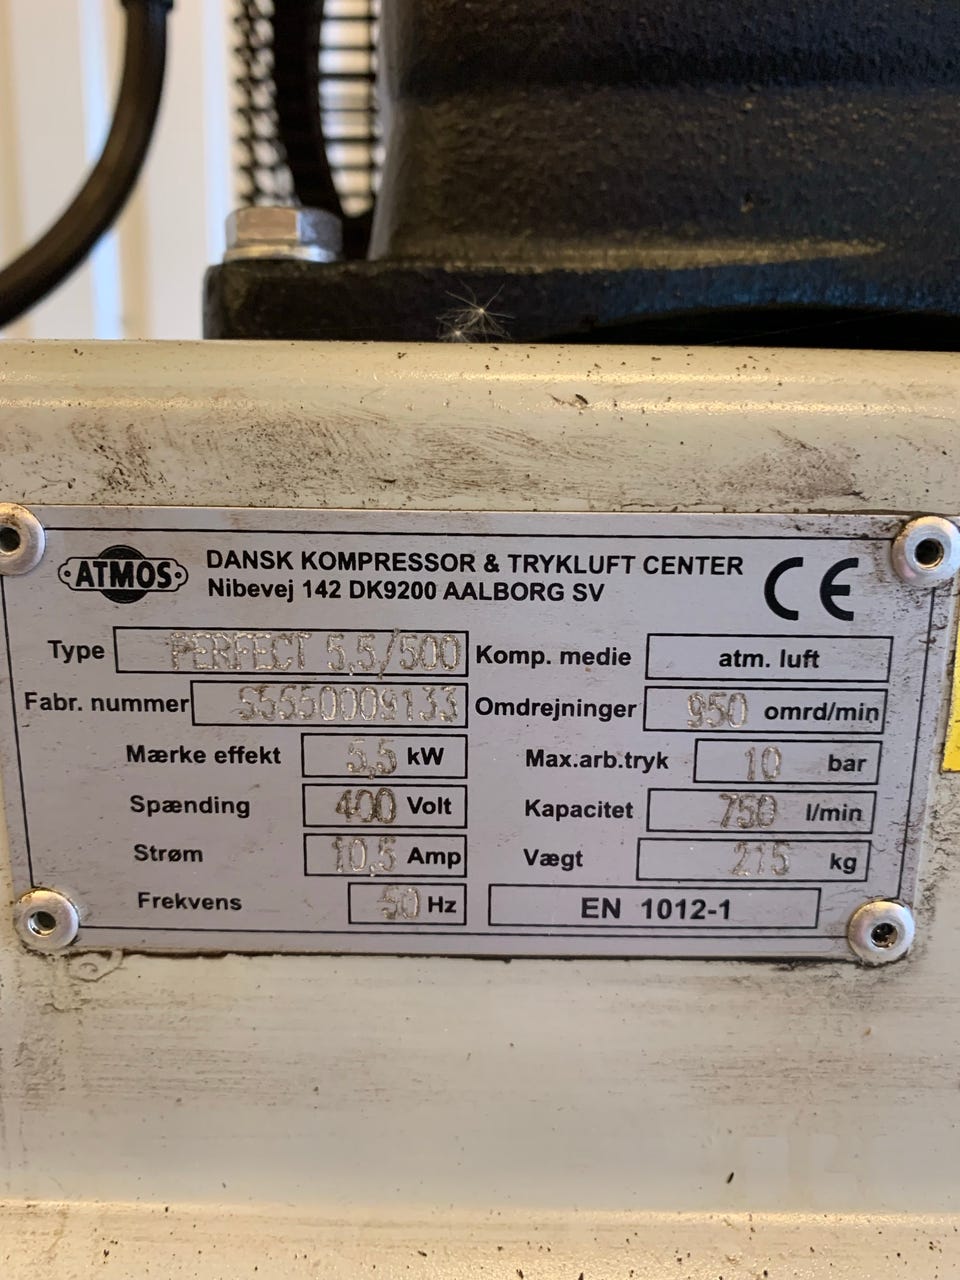 ATMOS
DANSK KOMPRESSOR & TRYKLUFT CENTER
Nibevej 142 DK9200 AALBORG SV
CE
Type PERFECT 5,5/500 Komp. medie atm. luft
Fabr. nummer S5550009133 Omdrejninger 950 omrd/min
Mærke effekt 5,5 kW Max.arb.tryk 10 bar
Spænding 400 Volt Kapacitet 750 l/min
Strøm 10,5 Amp Vægt 215 kg
Frekvens 50 Hz EN 1012-1